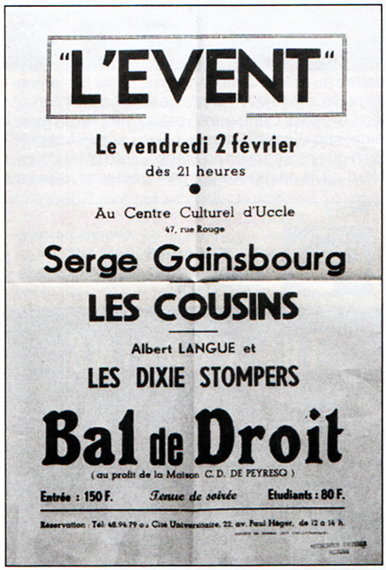 "L'EVENT"
Le vendredi 2 février
des 21 heures
Au Centre Culturel d'Uccle
47, rue Rouge
Serge Gainsbourg
LES COUSINS
Albert LANGUE et
LES DIXIE STOMPERS
Bal de Droit
(au profit de la Maison C. D. DE PEYRESQ)
Entrée : 150 F. Tenue de soirée Etudiants : 80 F.
Réservation : Tél. 48.94.79 ou Cité Universitaire, 22, av. Paul Héger, de 12 à 14 h.